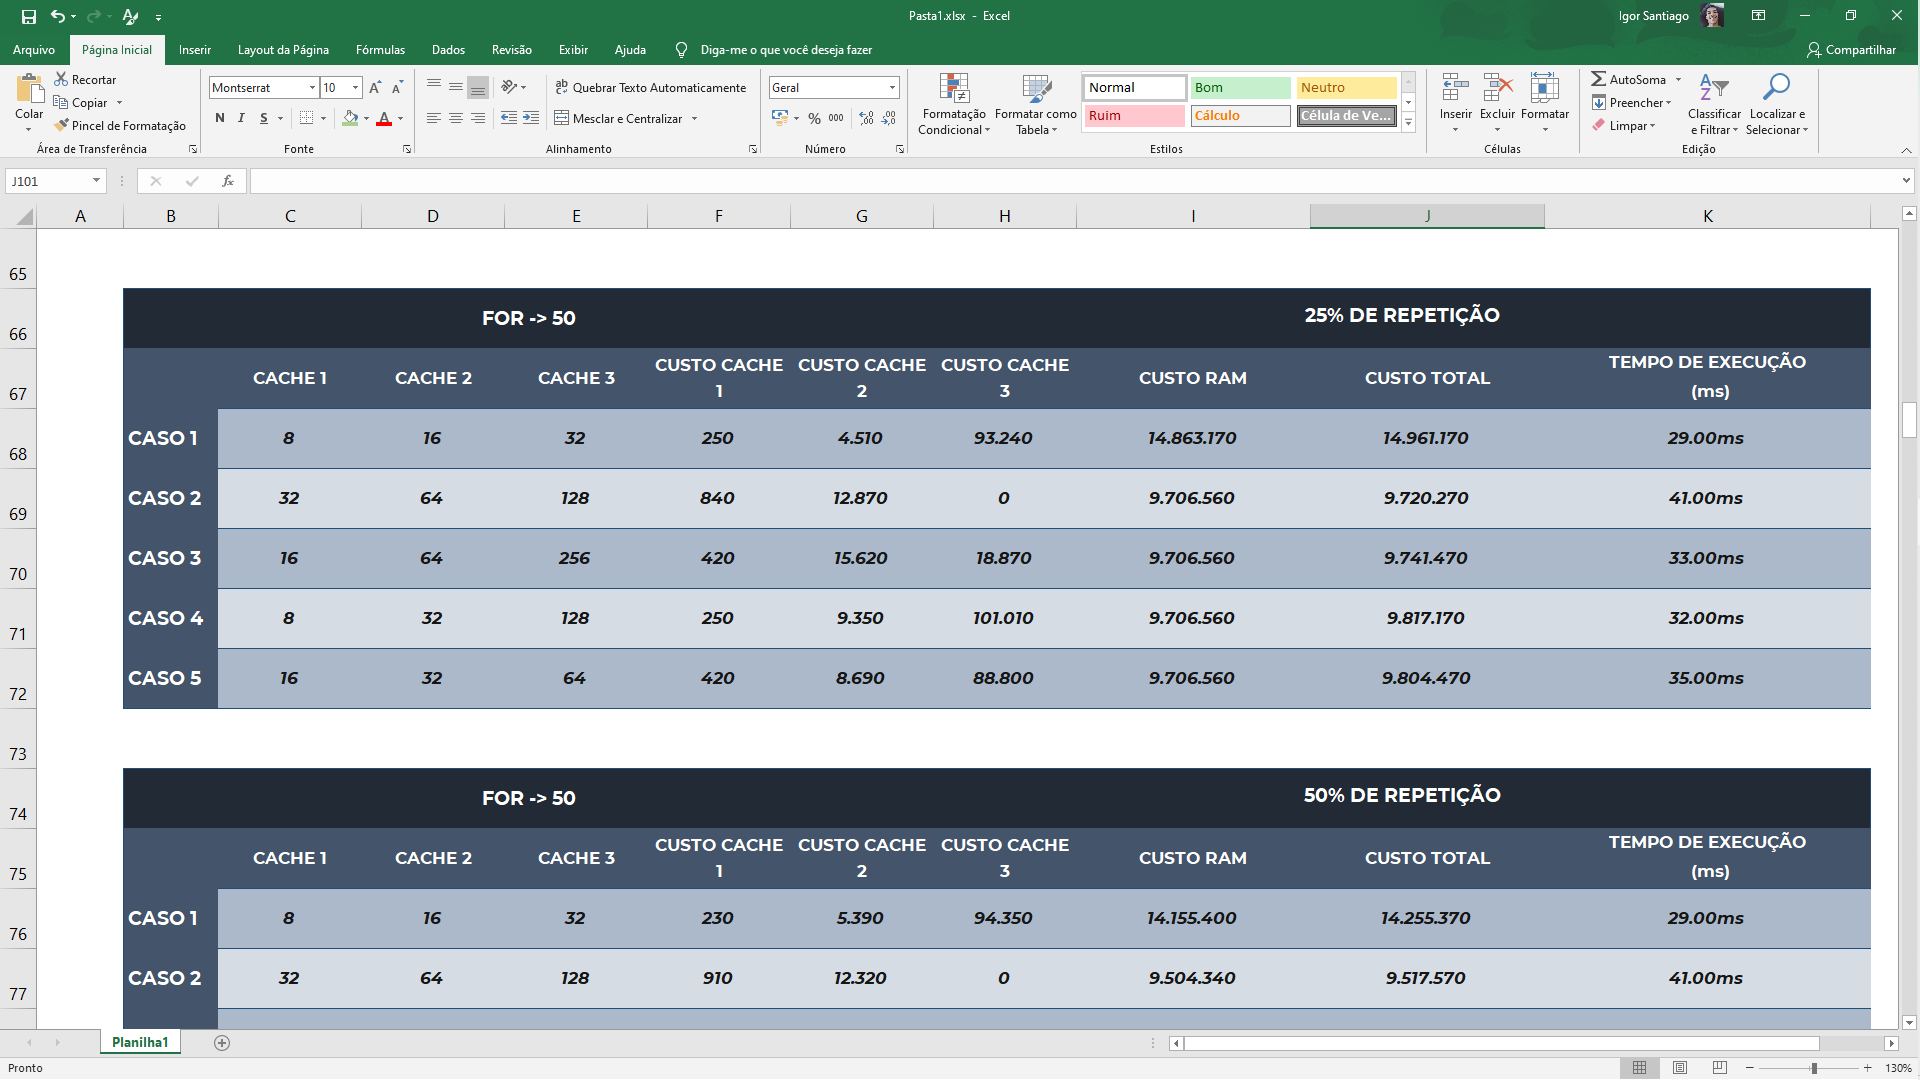 Pasta1.xlsx - Excel
Igor Santiago
Arquivo Página Inicial Inserir Layout da Página Fórmulas Dados Revisão Exibir Ajuda Diga-me o que você deseja fazer Compartilhar
Colar Recortar Copiar Pincel de Formatação
Montserrat 10
N I S
Quebrar Texto Automaticamente
Mesclar e Centralizar
Geral
% 000
Formatação Condicional
Formatar como Tabela
Normal Bom Neutro
Ruim Cálculo Célula de Ve...
Inserir Excluir Formatar
AutoSoma
Preencher
Limpar
Classificar e Filtrar
Localizar e Selecionar
Área de Transferência Fonte Alinhamento Número Estilos Células Edição
J101 fx
A B C D E F G H I J K
65
66 FOR -> 50 25% DE REPETIÇÃO
67 CACHE 1 CACHE 2 CACHE 3 CUSTO CACHE 1 CUSTO CACHE 2 CUSTO CACHE 3 CUSTO RAM CUSTO TOTAL TEMPO DE EXECUÇÃO (ms)
68 CASO 1 8 16 32 250 4.510 93.240 14.863.170 14.961.170 29.00ms
69 CASO 2 32 64 128 840 12.870 0 9.706.560 9.720.270 41.00ms
70 CASO 3 16 64 256 420 15.620 18.870 9.706.560 9.741.470 33.00ms
71 CASO 4 8 32 128 250 9.350 101.010 9.706.560 9.817.170 32.00ms
72 CASO 5 16 32 64 420 8.690 88.800 9.706.560 9.804.470 35.00ms
73
74 FOR -> 50 50% DE REPETIÇÃO
75 CACHE 1 CACHE 2 CACHE 3 CUSTO CACHE 1 CUSTO CACHE 2 CUSTO CACHE 3 CUSTO RAM CUSTO TOTAL TEMPO DE EXECUÇÃO (ms)
76 CASO 1 8 16 32 230 5.390 94.350 14.155.400 14.255.370 29.00ms
77 CASO 2 32 64 128 910 12.320 0 9.504.340 9.517.570 41.00ms
Planilha1
Pronto
130%